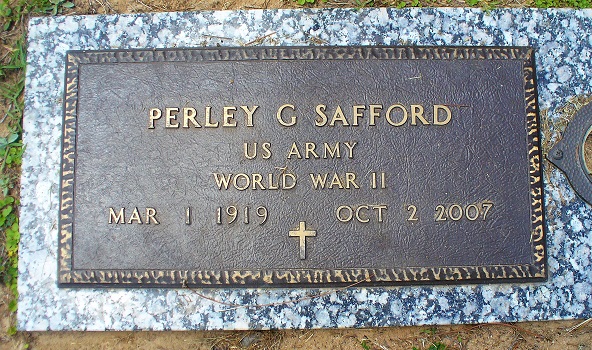 PERLEY G SAFFORD
US ARMY
WORLD WAR II
MAR 1 1919 OCT 2 2007